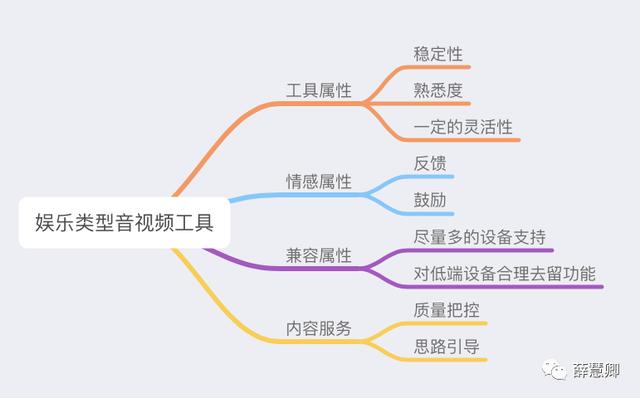 娱乐类型音视频工具
工具属性
稳定性
熟悉度
一定的灵活性
情感属性
反馈
鼓励
兼容属性
尽量多的设备支持
对低端设备合理去留功能
内容服务
质量把控
思路引导
薛慧卿